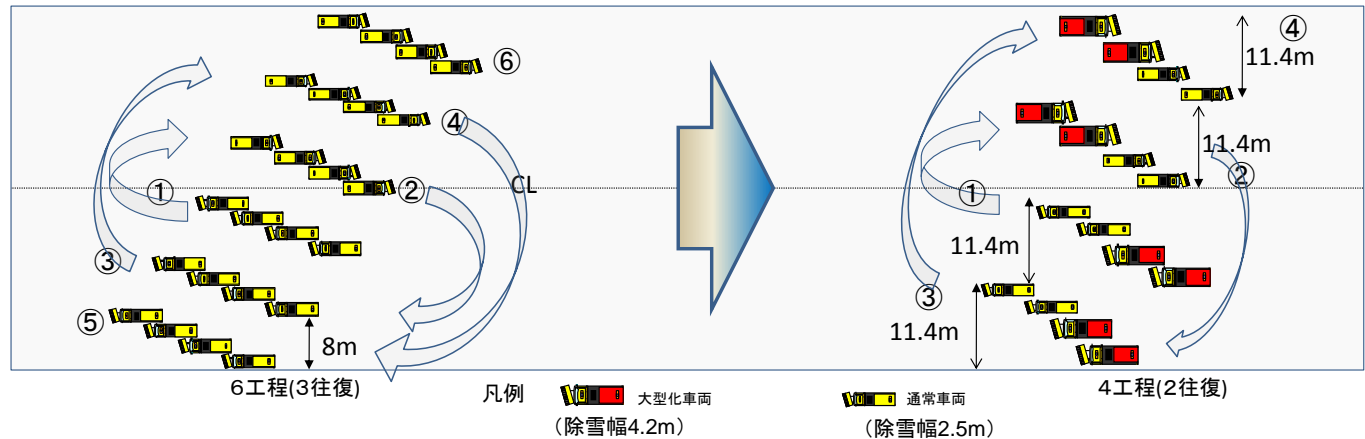 ⑥
④
②
CL
①
③
⑤
8m
6工程(3往復)
④
11.4m
11.4m
②
①
11.4m
③
11.4m
4工程(2往復)
凡例
大型化車両
(除雪幅4.2m)
通常車両
(除雪幅2.5m)